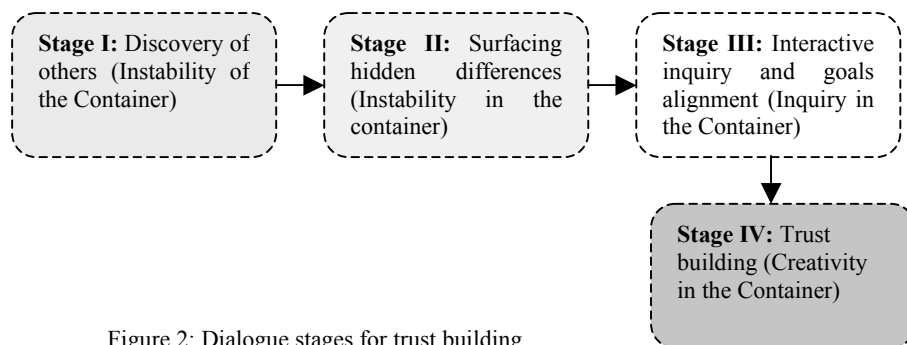 Stage I: Discovery of
others (Instability of
the Container)
Stage II: Surfacing
hidden differences
(Instability in the
container)
Stage III: Interactive
inquiry and goals
alignment (Inquiry in
the Container)
Stage IV: Trust
building (Creativity
in the Container)
Figure 2: Dialogue stages for trust building